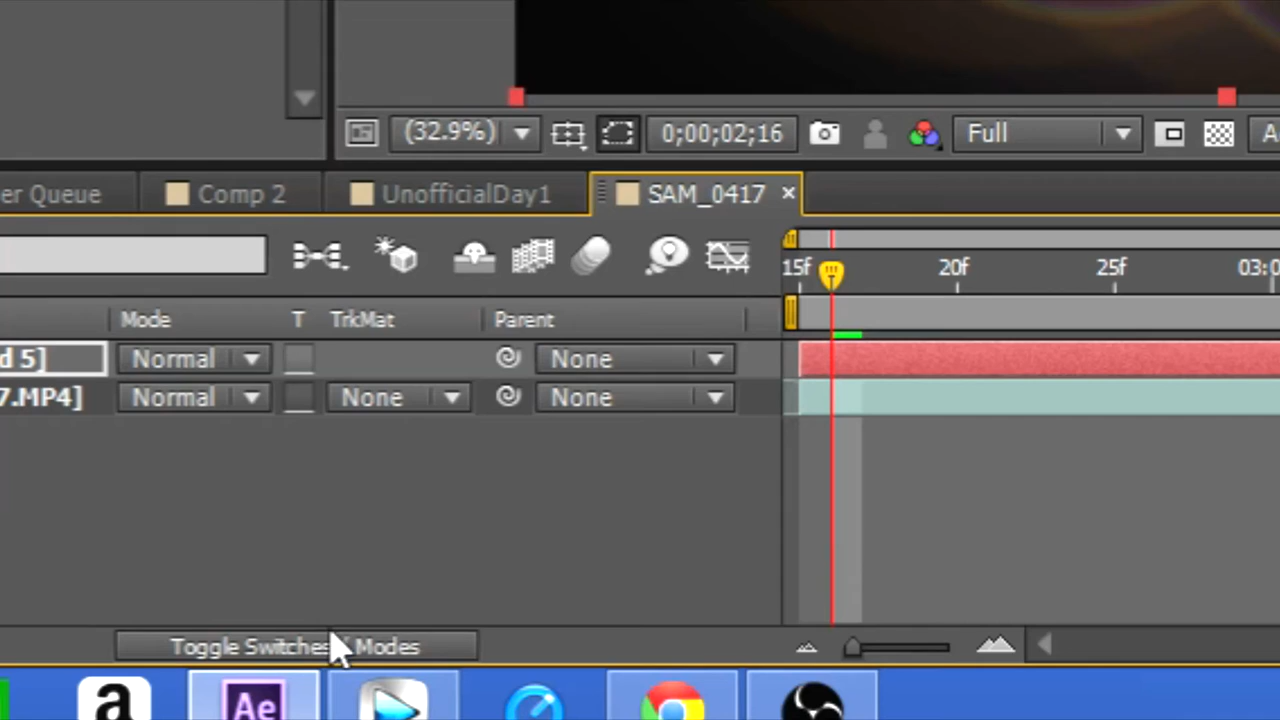 (32.9%)
0;00;02;16
Full
A
er Queue
Comp 2
UnofficialDay1
SAM_0417 ×
15f
20f
25f
03:0
Mode
T
TrkMat
Parent
d 5]
Normal
None
7.MP4]
Normal
None
None
Toggle Switches / Modes
a
Ae